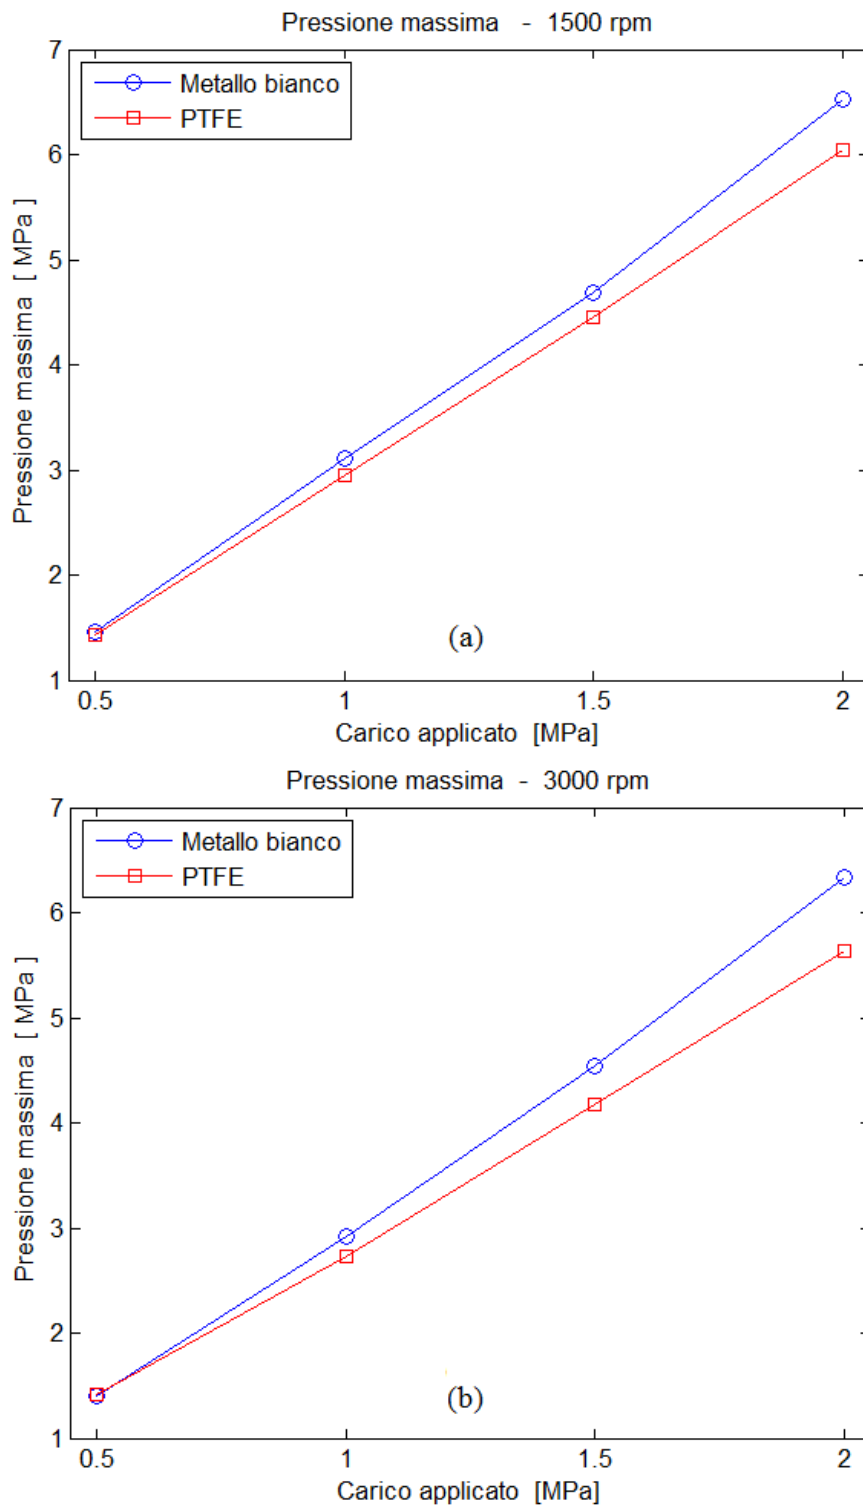 Pressione massima - 1500 rpm
7
Metallo bianco
PTFE
6
5
4
3
2
1
Pressione massima [ MPa ]
(a)
0.5 1 1.5 2
Carico applicato [MPa]
Pressione massima - 3000 rpm
7
Metallo bianco
PTFE
6
5
4
3
2
1
Pressione massima [ MPa ]
(b)
0.5 1 1.5 2
Carico applicato [MPa]